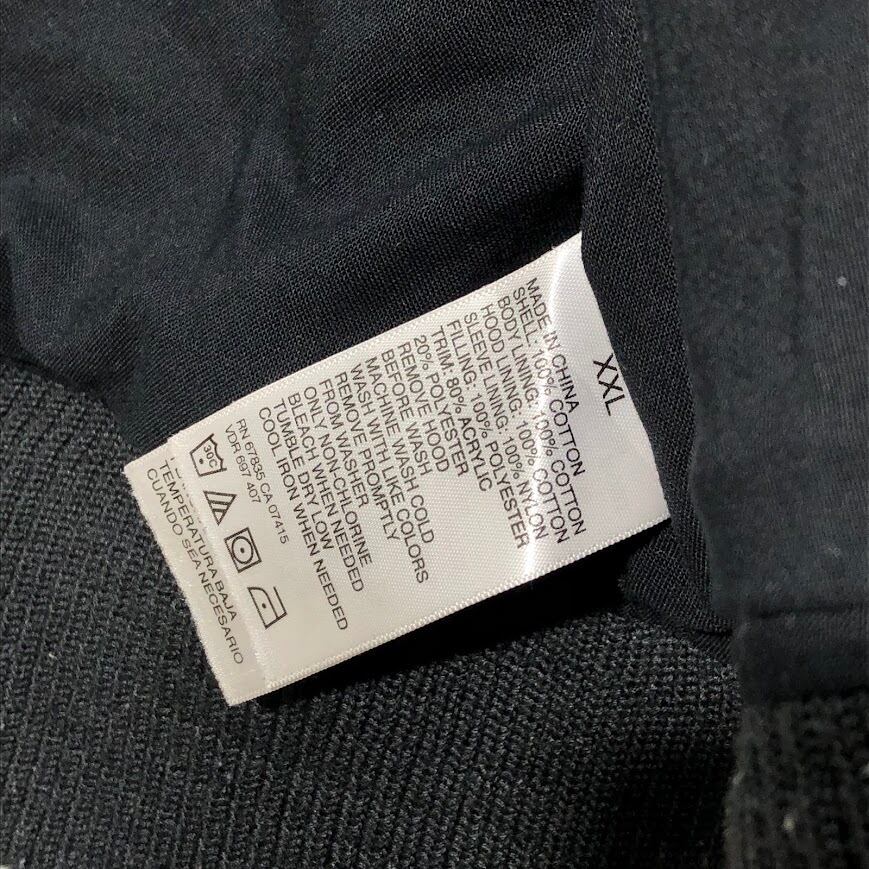 XXL
MADE IN CHINA
SHELL: 100% COTTON
BODY LINING: 100% COTTON
HOOD LINING: 100% COTTON
SLEEVE LINING: 100% NYLON
FILLING: 100% POLYESTER
TRIM: 80% ACRYLIC
20% POLYESTER
REMOVE HOOD
BEFORE WASH
MACHINE WASH COLD
WASH WITH LIKE COLORS
REMOVE PROMPTLY
FROM WASHER
ONLY NON-CHLORINE
BLEACH WHEN NEEDED
TUMBLE DRY LOW
COOL IRON WHEN NEEDED
RN 67835 CA 07415
VDR 697 407
30°
TEMPERATURA BAJA
CUANDO SEA NECESARIO